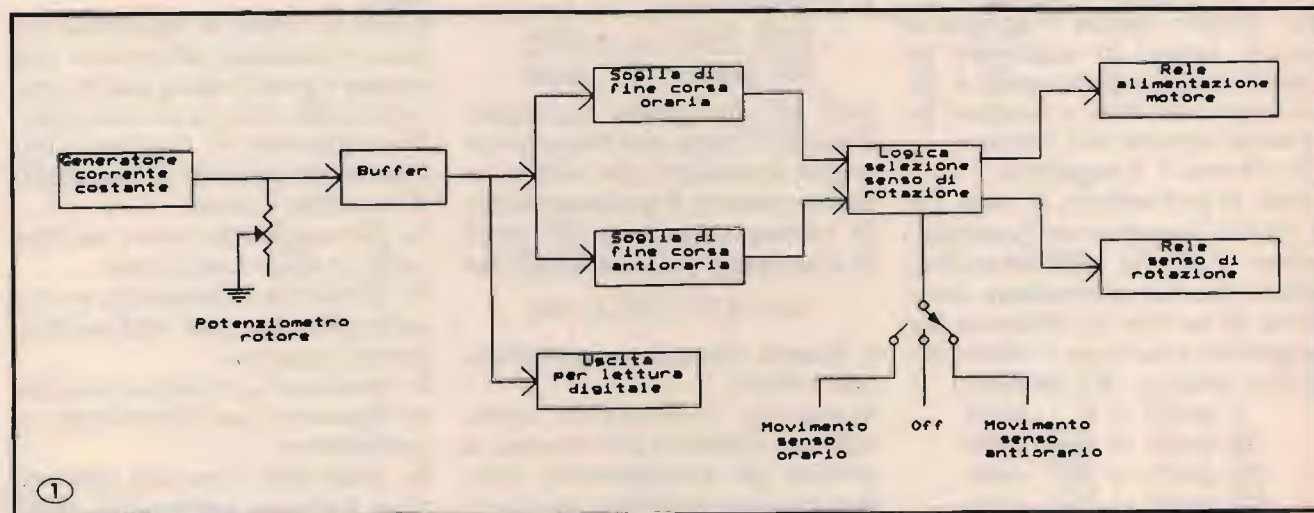 Generatore
corrente
costante
Potenziometro
rotore
Buffer
Soglia di
fine corsa
oraria
Soglia di
fine corsa
antioraria
Uscita
per lettura
digitale
Logica
selezione
senso di
rotazione
Movimento
senso
orario
Off
Movimento
senso
antiorario
Rele
alimentazione
motore
Rele
senso di
rotazione
1